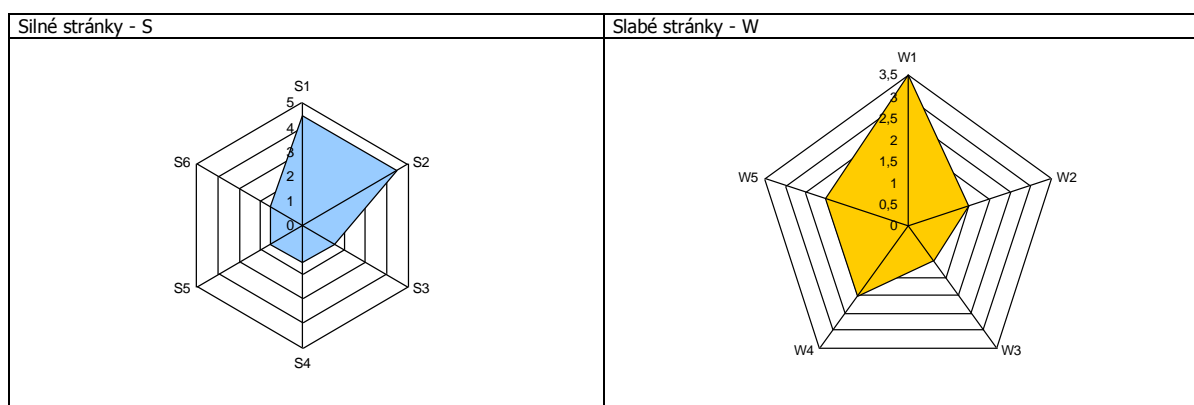 Silné stránky - S
Slabé stránky - W
S1
5
4
3
2
1
0
S2
S3
S4
S5
S6
W1
3,5
3
2,5
2
1,5
1
0,5
0
W2
W3
W4
W5